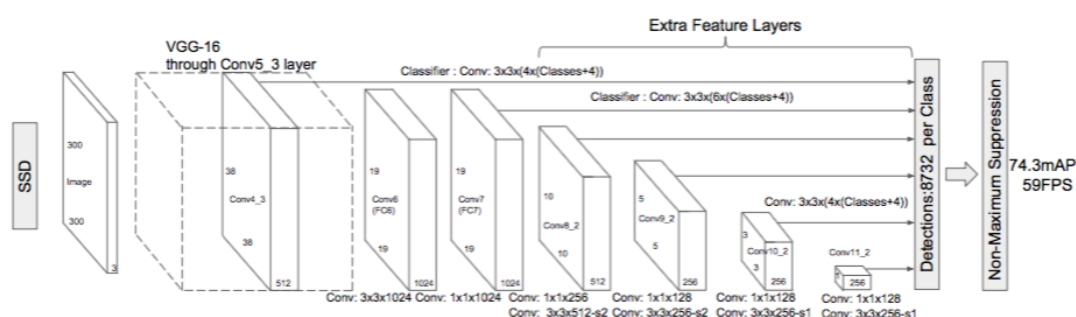 Extra Feature Layers
VGG-16
through Conv5_3 layer
Classifier : Conv: 3x3x(4x(Classes+4))
Classifier : Conv: 3x3x(6x(Classes+4))
SSD
300
Image
300
3
38
Conv4_3
38
512
19
Conv6
(FC6)
19
1024
19
Conv7
(FC7)
19
1024
10
Conv8_2
10
512
5
Conv9_2
5
256
Conv: 3x3x(4x(Classes+4))
3
Conv10_2
3
256
Conv11_2
256
Detections:8732 per Class
Non-Maximum Suppression
74.3mAP
59FPS
Conv: 3x3x1024
Conv: 1x1x1024
Conv: 1x1x256
Conv: 3x3x512-s2
Conv: 1x1x128
Conv: 3x3x256-s2
Conv: 1x1x128
Conv: 3x3x256-s1
Conv: 1x1x128
Conv: 3x3x256-s1